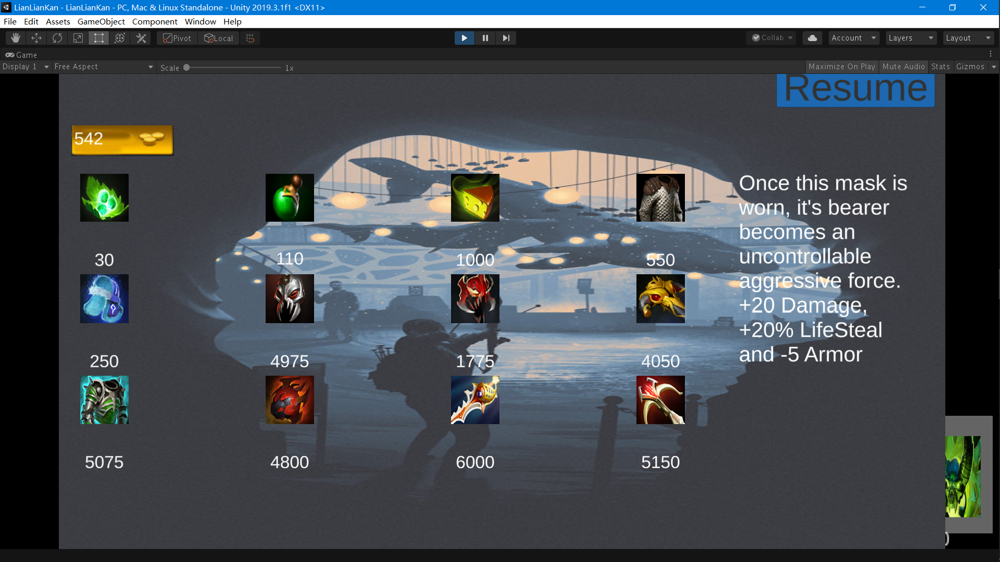 LianLianKan - LianLianKan - PC, Mac & Linux Standalone - Unity 2019.3.1f1 <DX11>
File Edit Assets GameObject Component Window Help
Pivot Local Collab Account Layers Layout
Game
Display 1 Free Aspect Scale 1x Maximize On Play Mute Audio Stats Gizmos
Resume
542
30 110 1000 550
250 4975 1775 4050
5075 4800 6000 5150
Once this mask is
worn, it's bearer
becomes an
uncontrollable
aggressive force.
+20 Damage,
+20% LifeSteal
and -5 Armor